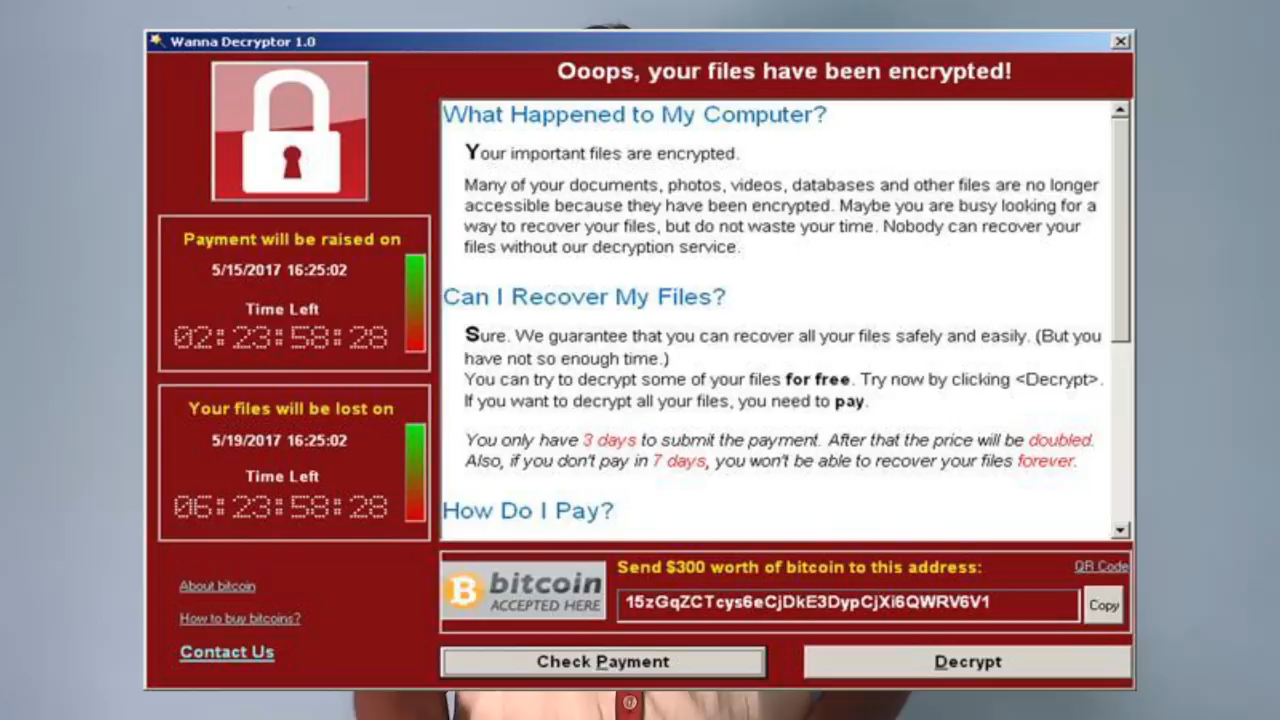 Wanna Decryptor 1.0
Ooops, your files have been encrypted!
Payment will be raised on
5/15/2017 16:25:02
Time Left
02:23:58:28
Your files will be lost on
5/19/2017 16:25:02
Time Left
06:23:58:28
About bitcoin
How to buy bitcoins?
Contact Us
What Happened to My Computer?
Your important files are encrypted.
Many of your documents, photos, videos, databases and other files are no longer
accessible because they have been encrypted. Maybe you are busy looking for a
way to recover your files, but do not waste your time. Nobody can recover your
files without our decryption service.
Can I Recover My Files?
Sure. We guarantee that you can recover all your files safely and easily. (But you
have not so enough time.)
You can try to decrypt some of your files for free. Try now by clicking <Decrypt>.
If you want to decrypt all your files, you need to pay.
You only have 3 days to submit the payment. After that the price will be doubled.
Also, if you don't pay in 7 days, you won't be able to recover your files forever.
How Do I Pay?
bitcoin
ACCEPTED HERE
Send $300 worth of bitcoin to this address:
QR Code
15zGqZCTcys6eCjDkE3DypCjXi6QWRV6V1
Copy
Check Payment
Decrypt